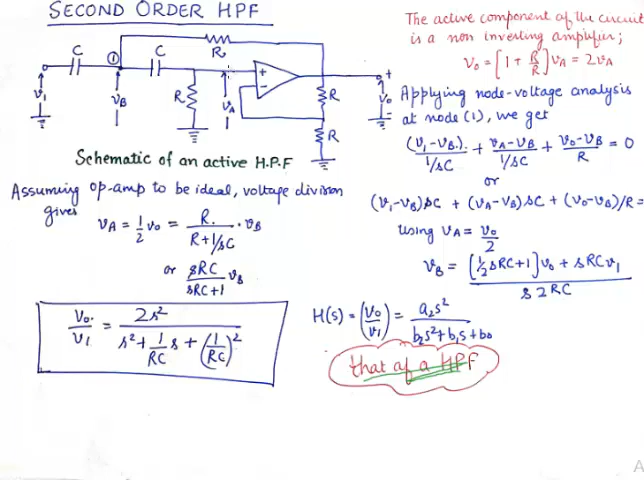 SECOND ORDER HPF
C
①
C
R
R
R
R
+
-
+
-
v₁
v_B
v_A
v₀
Schematic of an active H.P.F
Assuming op-amp to be ideal, voltage division
gives
v_A = 1/2 v₀ = R/(R+1/sC) · v_B
or sRC/(sRC+1) v_B
V₀/V₁ = 2s²/(s² + (1/RC)s + (1/RC)²)
The active component of the circuit
is a non inverting amplifier;
v₀ = [1 + R/R] v_A = 2v_A
Applying node-voltage analysis
at node (1), we get
(v₁-v_B)/(1/sC) + (v_A-v_B)/(1/sC) + (v₀-v_B)/R = 0
or
(v₁-v_B)sC + (v_A-v_B)sC + (v₀-v_B)/R =
using v_A = v₀/2
v_B = ([1/2 sRC+1]v₀ + sRCv₁)/(s2RC)
H(s) = (v₀/v₁) = a₂s²/(b₂s²+b₁s+b₀)
that of a HPF
A